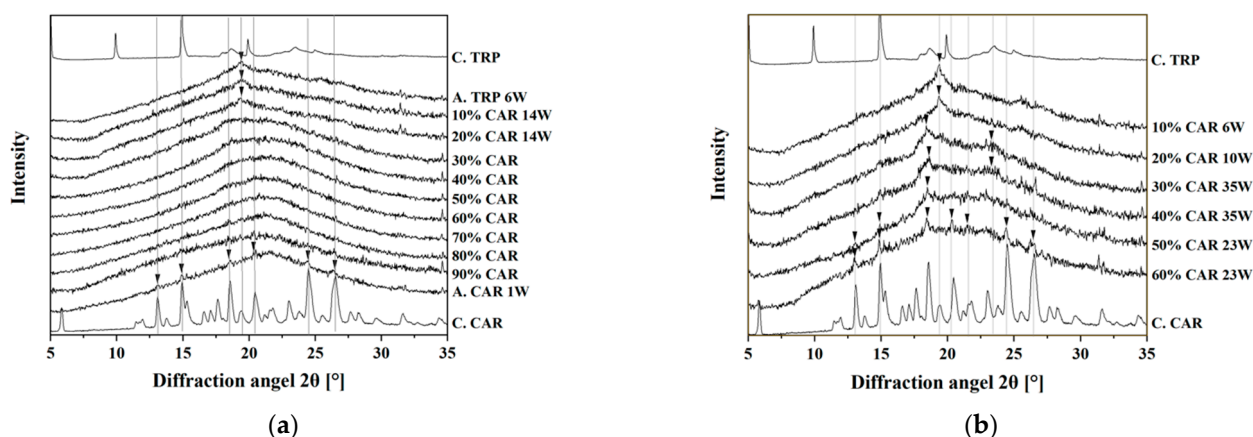 Intensity
C. TRP
A. TRP 6W
10% CAR 14W
20% CAR 14W
30% CAR
40% CAR
50% CAR
60% CAR
70% CAR
80% CAR
90% CAR
A. CAR 1W
C. CAR
5 10 15 20 25 30 35
Diffraction angel 2θ [°]
(a)
Intensity
C. TRP
10% CAR 6W
20% CAR 10W
30% CAR 35W
40% CAR 35W
50% CAR 23W
60% CAR 23W
C. CAR
5 10 15 20 25 30 35
Diffraction angel 2θ [°]
(b)